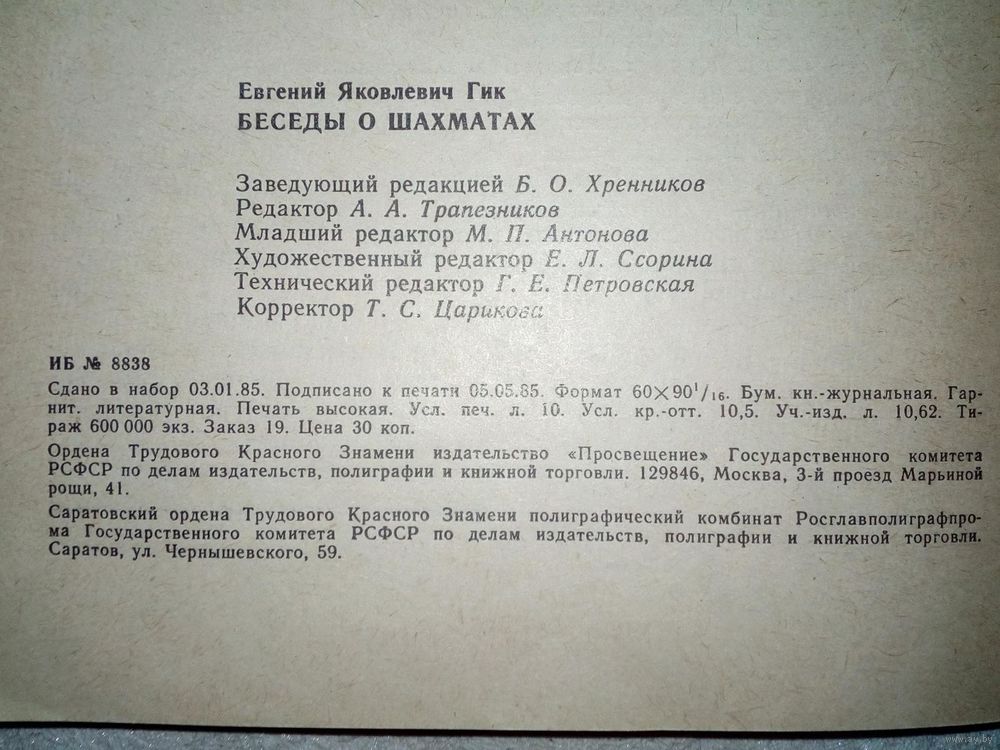 Евгений Яковлевич Гик
БЕСЕДЫ О ШАХМАТАХ
Заведующий редакцией Б. О. Хренников
Редактор А. А. Трапезников
Младший редактор М. П. Антонова
Художественный редактор Е. Л. Ссорина
Технический редактор Г. Е. Петровская
Корректор Т. С. Царикова
ИБ № 8838
Сдано в набор 03.01.85. Подписано к печати 05.05.85. Формат 60×90¹/₁₆. Бум. кн.-журнальная. Гар-
нит. литературная. Печать высокая. Усл. печ. л. 10. Усл. кр.-отт. 10,5. Уч.-изд. л. 10,62. Ти-
раж 600 000 экз. Заказ 19. Цена 30 коп.
Ордена Трудового Красного Знамени издательство «Просвещение» Государственного комитета
РСФСР по делам издательств, полиграфии и книжной торговли. 129846, Москва, 3-й проезд Марьиной
рощи, 41.
Саратовский ордена Трудового Красного Знамени полиграфический комбинат Росглавполиграфпро-
ма Государственного комитета РСФСР по делам издательств, полиграфии и книжной торговли.
Саратов, ул. Чернышевского, 59.
www.ay.by